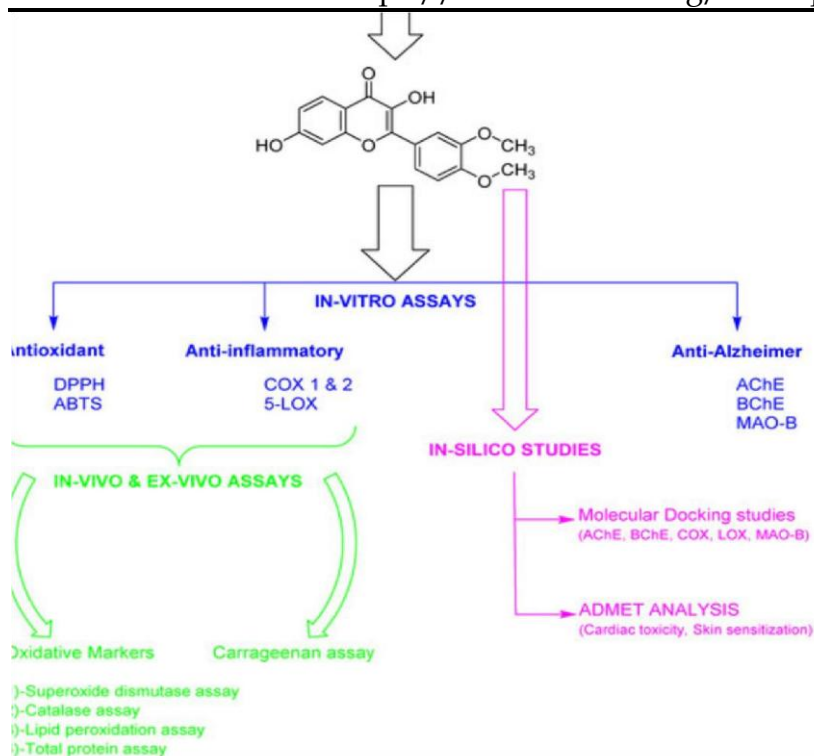 O
OH
HO
O
O
CH3
O
CH3
IN-VITRO ASSAYS
ntioxidant
Anti-inflammatory
Anti-Alzheimer
DPPH
ABTS
COX 1 & 2
5-LOX
AChE
BChE
MAO-B
IN-SILICO STUDIES
IN-VIVO & EX-VIVO ASSAYS
Molecular Docking studies
(AChE, BChE, COX, LOX, MAO-B)
ADMET ANALYSIS
(Cardiac toxicity, Skin sensitization)
Oxidative Markers
Carrageenan assay
)-Superoxide dismutase assay
)-Catalase assay
)-Lipid peroxidation assay
)-Total protein assay